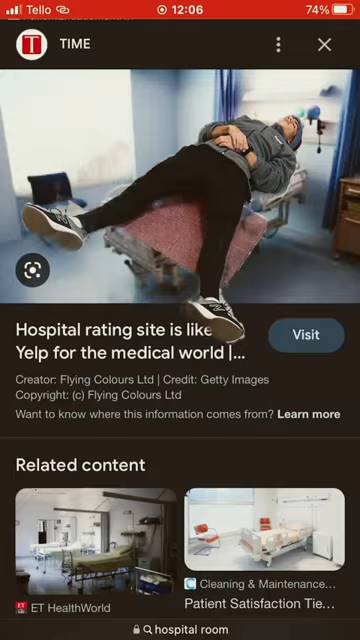 Tello
12:06
74%
T
TIME
Hospital rating site is like
Yelp for the medical world |...
Visit
Creator: Flying Colours Ltd | Credit: Getty Images
Copyright: (c) Flying Colours Ltd
Want to know where this information comes from? Learn more
Related content
ET HealthWorld
Cleaning & Maintenance...
Patient Satisfaction Tie...
hospital room